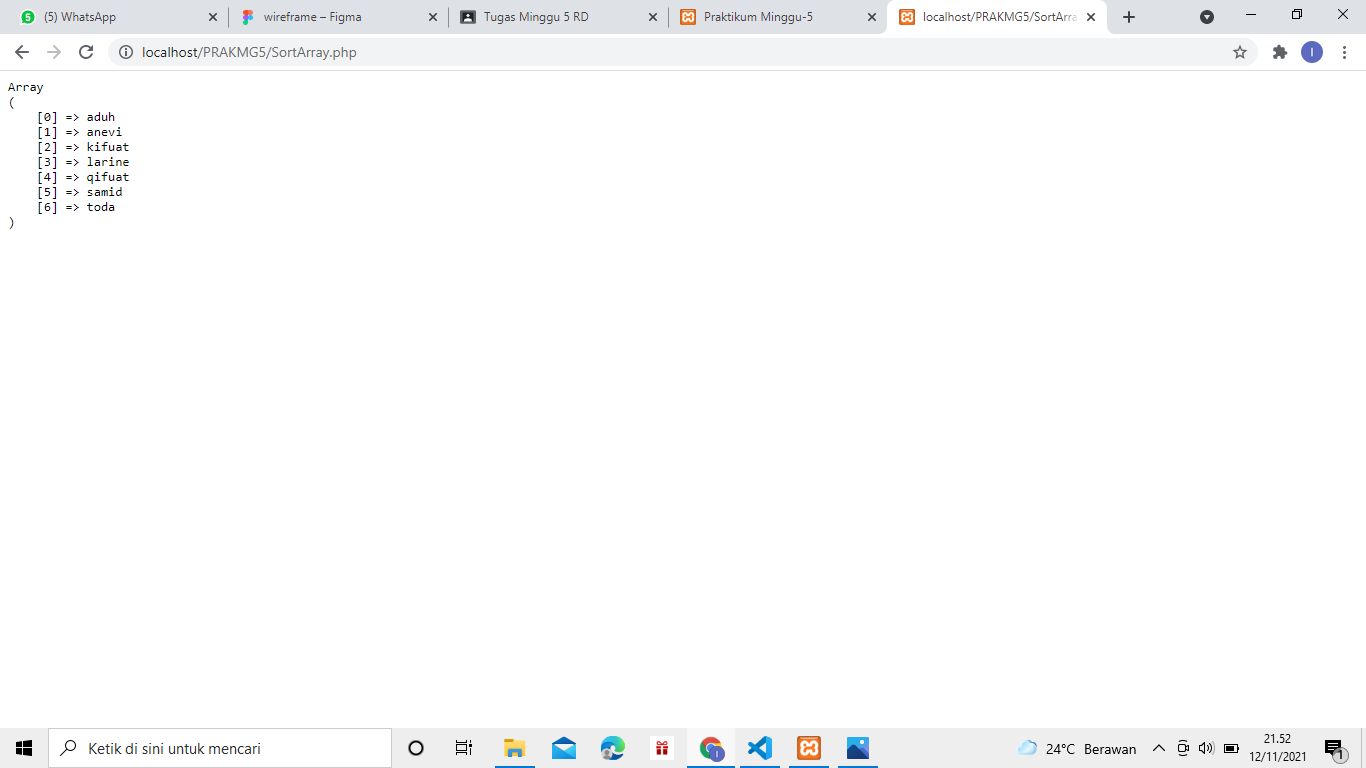 (5) WhatsApp
wireframe – Figma
Tugas Minggu 5 RD
Praktikum Minggu-5
localhost/PRAKMG5/SortArra
localhost/PRAKMG5/SortArray.php
I
Array
(
[0] => aduh
[1] => anevi
[2] => kifuat
[3] => larine
[4] => qifuat
[5] => samid
[6] => toda
)
Ketik di sini untuk mencari
I
24°C Berawan
21.52
12/11/2021
1